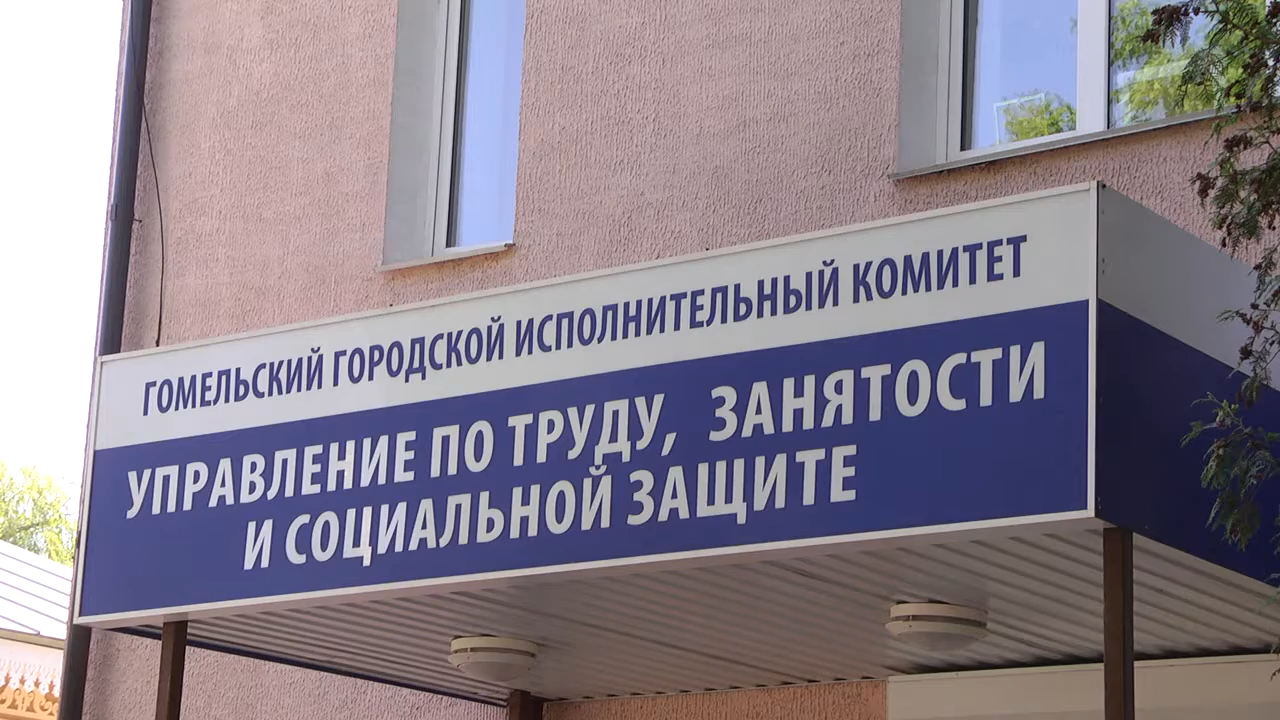 ГОМЕЛЬСКИЙ ГОРОДСКОЙ ИСПОЛНИТЕЛЬНЫЙ КОМИТЕТ
УПРАВЛЕНИЕ ПО ТРУДУ, ЗАНЯТОСТИ
И СОЦИАЛЬНОЙ ЗАЩИТЕ